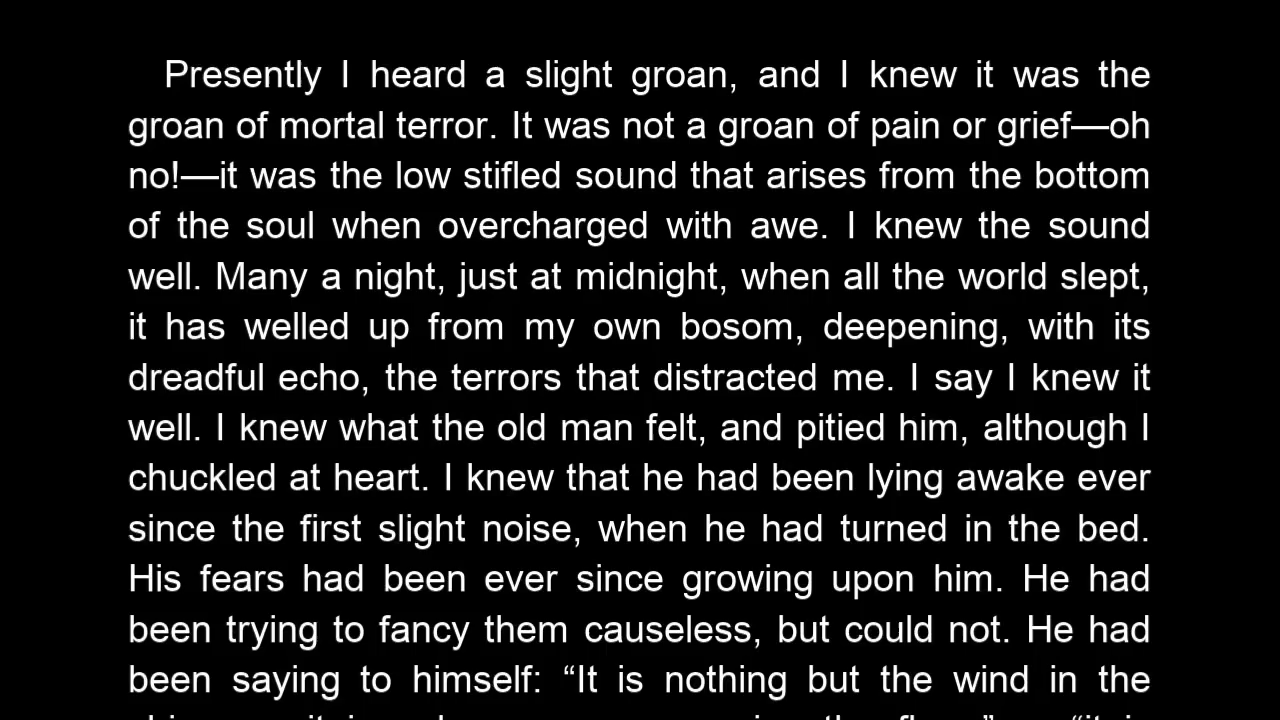 Presently I heard a slight groan, and I knew it was the
groan of mortal terror. It was not a groan of pain or grief—oh
no!—it was the low stifled sound that arises from the bottom
of the soul when overcharged with awe. I knew the sound
well. Many a night, just at midnight, when all the world slept,
it has welled up from my own bosom, deepening, with its
dreadful echo, the terrors that distracted me. I say I knew it
well. I knew what the old man felt, and pitied him, although I
chuckled at heart. I knew that he had been lying awake ever
since the first slight noise, when he had turned in the bed.
His fears had been ever since growing upon him. He had
been trying to fancy them causeless, but could not. He had
been saying to himself: “It is nothing but the wind in the